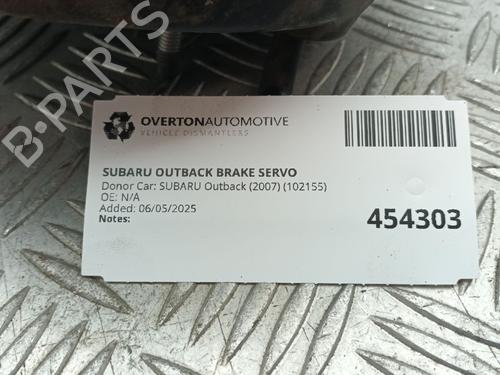 B-PARTS
OVERTONAUTOMOTIVE
VEHICLE DISMANTLERS
SUBARU OUTBACK BRAKE SERVO
Donor Car: SUBARU Outback (2007) (102155)
OE: N/A
Added: 06/05/2025
Notes:
454303